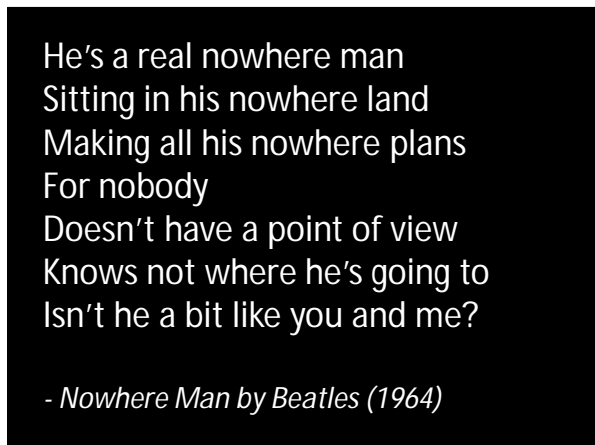 He's a real nowhere man
Sitting in his nowhere land
Making all his nowhere plans
For nobody
Doesn't have a point of view
Knows not where he's going to
Isn't he a bit like you and me?
- Nowhere Man by Beatles (1964)